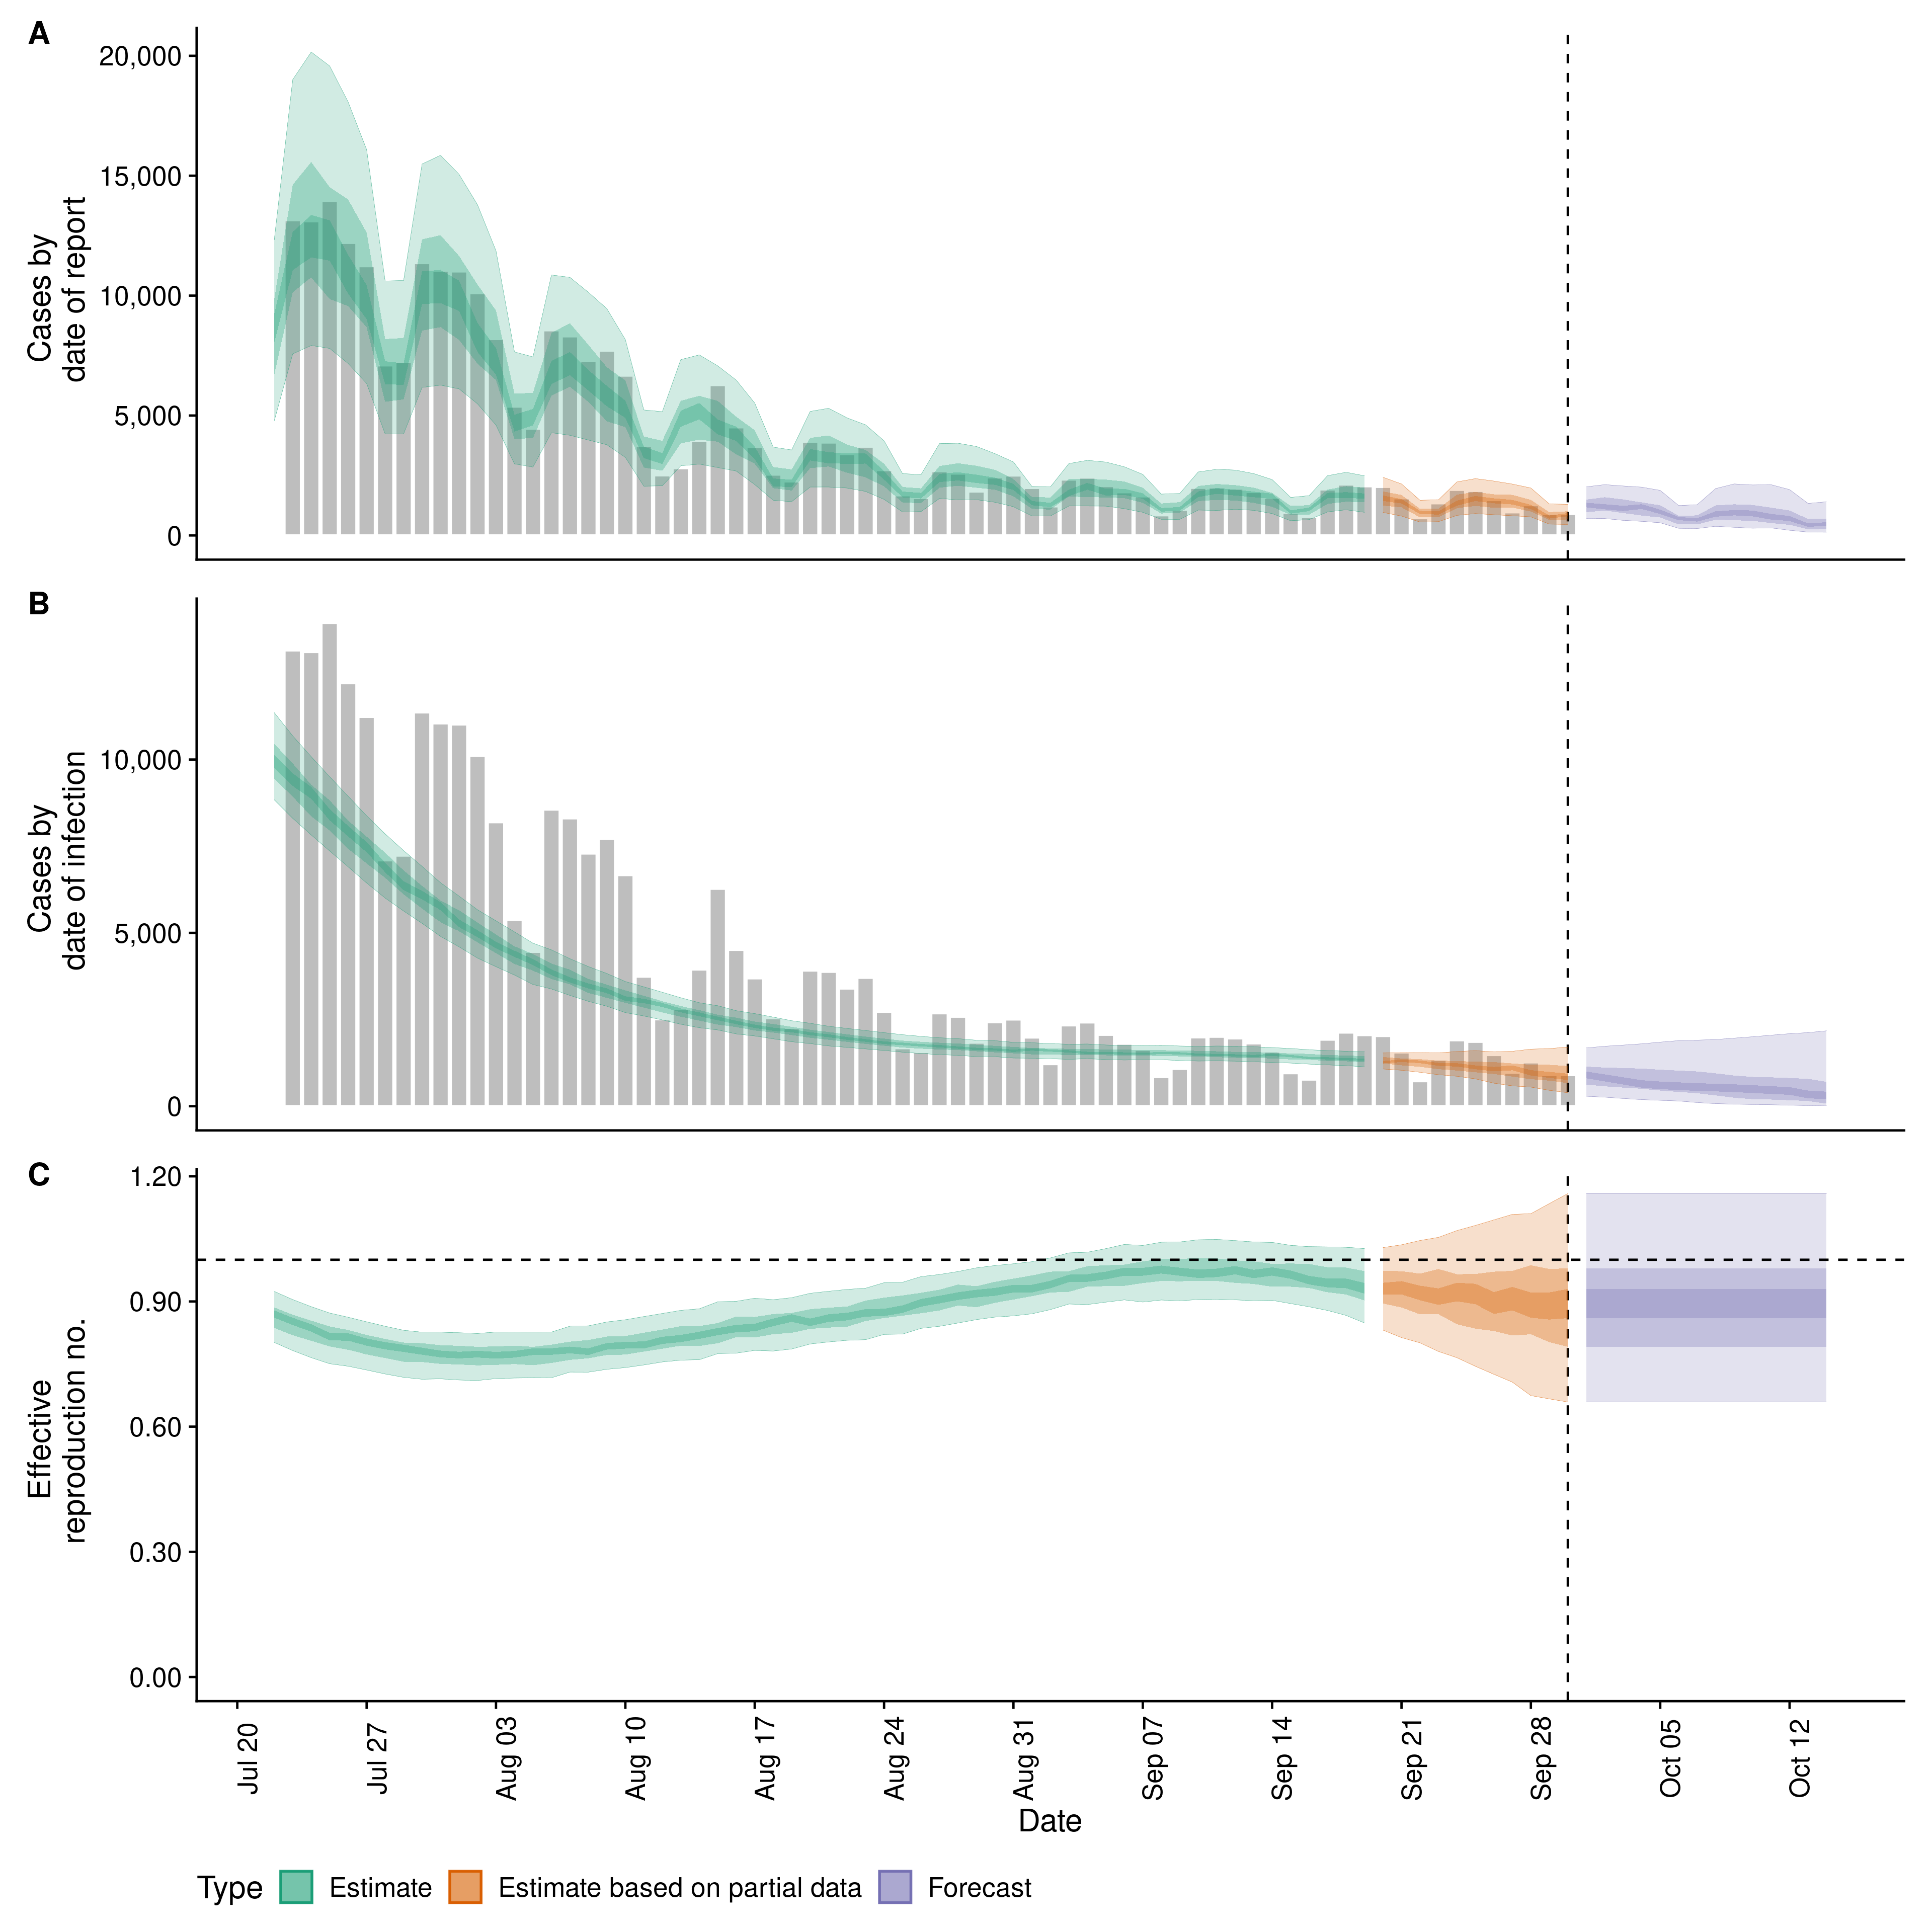 A
Cases by
date of report
20,000
15,000
10,000
5,000
0
B
Cases by
date of infection
10,000
5,000
0
C
Effective
reproduction no.
1.20
0.90
0.60
0.30
0.00
Jul 20
Jul 27
Aug 03
Aug 10
Aug 17
Aug 24
Aug 31
Sep 07
Sep 14
Sep 21
Sep 28
Oct 05
Oct 12
Date
Type Estimate Estimate based on partial data Forecast